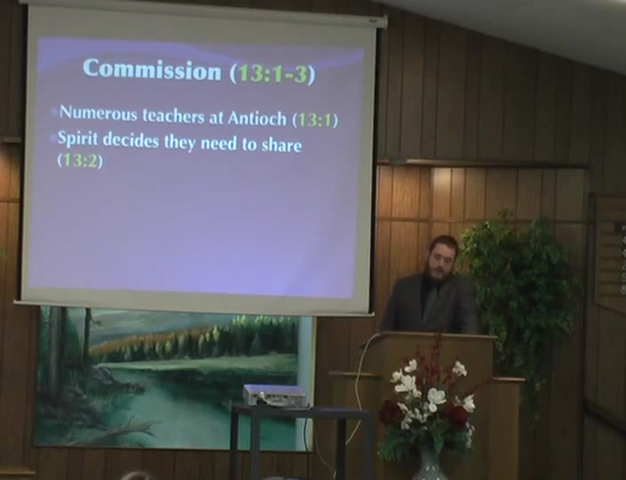 Commission (13:1-3)
Numerous teachers at Antioch (13:1)
Spirit decides they need to share
(13:2)